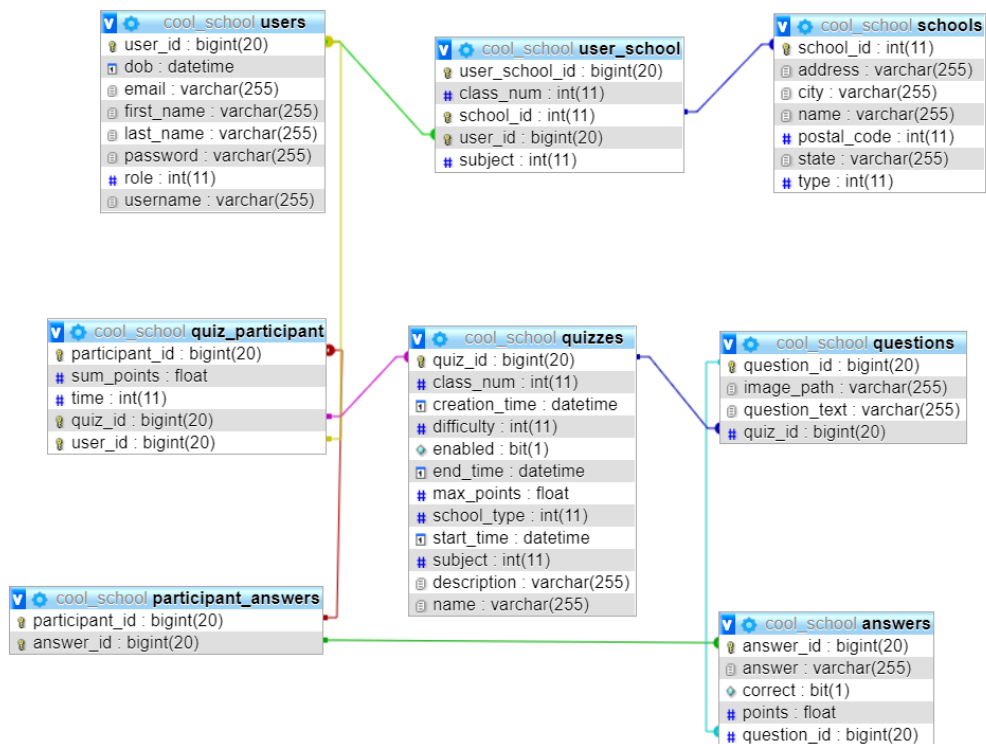 cool_school users
user_id : bigint(20)
dob : datetime
email : varchar(255)
first_name : varchar(255)
last_name : varchar(255)
password : varchar(255)
role : int(11)
username : varchar(255)
V cool_school user_school
user_school_id : bigint(20)
class_num : int(11)
school_id : int(11)
user_id : bigint(20)
subject : int(11)
V cool_school schools
school_id : int(11)
address : varchar(255)
city : varchar(255)
name : varchar(255)
postal_code : int(11)
state : varchar(255)
type : int(11)
V cool_school quiz_participant
participant_id : bigint(20)
sum_points : float
time : int(11)
quiz_id : bigint(20)
user_id : bigint(20)
V cool_school quizzes
quiz_id : bigint(20)
class_num : int(11)
creation_time : datetime
difficulty : int(11)
enabled : bit(1)
end_time : datetime
max_points : float
school_type : int(11)
start_time : datetime
subject : int(11)
description : varchar(255)
name : varchar(255)
V cool_school questions
question_id : bigint(20)
image_path : varchar(255)
question_text : varchar(255)
quiz_id : bigint(20)
V cool_school participant_answers
participant_id : bigint(20)
answer_id : bigint(20)
V cool_school answers
answer_id : bigint(20)
answer : varchar(255)
correct : bit(1)
points : float
question_id : bigint(20)